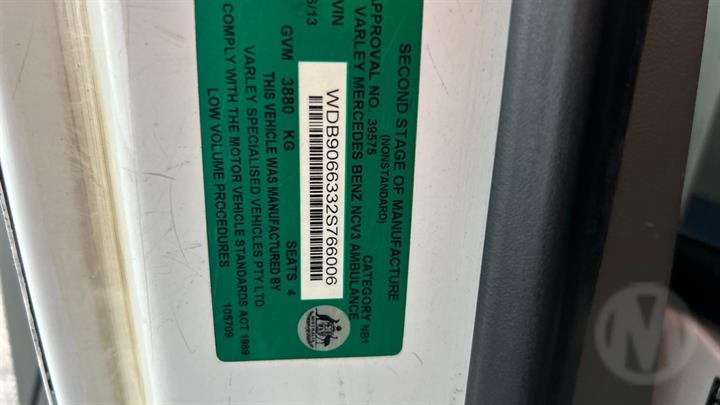 SECOND STAGE OF MANUFACTURE
(NONSTANDARD)
APPROVAL NO. 39575 CATEGORY NB1
VARLEY MERCEDES BENZ NCV3 AMBULANCE
VIN WDB9066332S766006
/13
GVM 3880 KG SEATS 4
THIS VEHICLE WAS MANUFACTURED BY
VARLEY SPECIALISED VEHICLES PTY LTD
COMPLY WITH THE MOTOR VEHICLE STANDARDS ACT 1989
LOW VOLUME PROCEDURES 105709
M